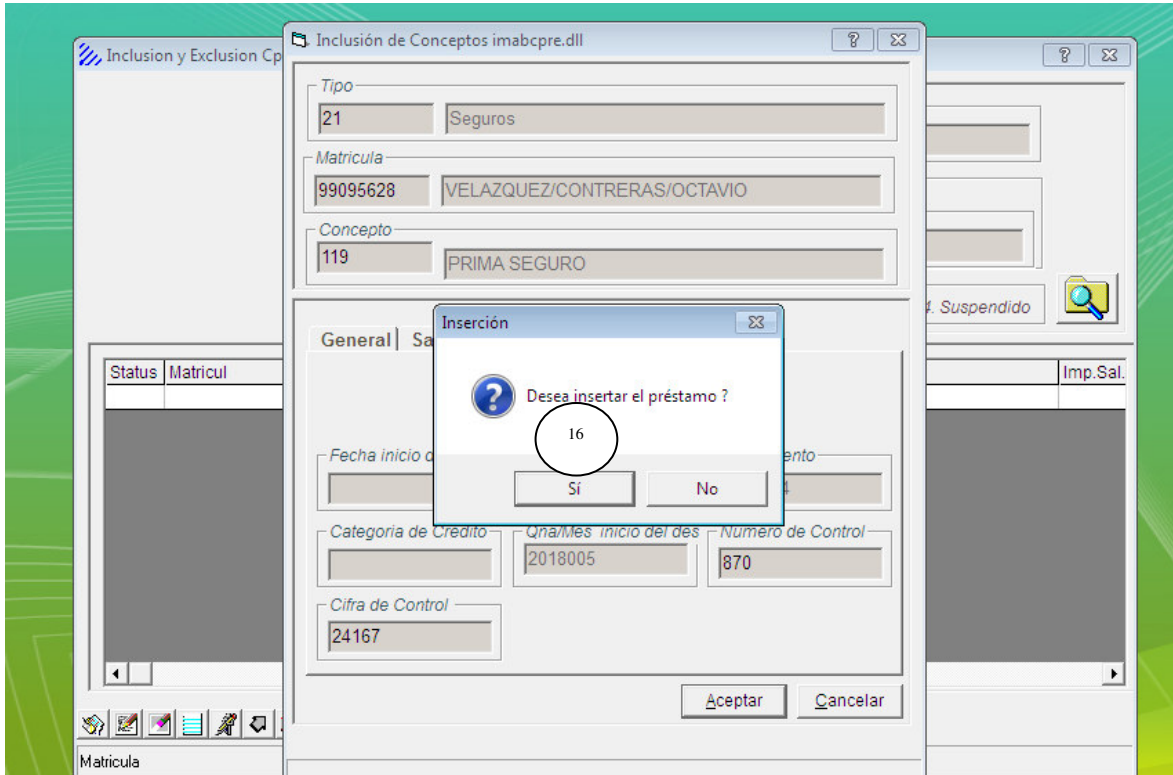 Inclusion y Exclusion Cp
Inclusión de Conceptos imabcpre.dll
Tipo
21 Seguros
Matricula
99095628 VELAZQUEZ/CONTRERAS/OCTAVIO
Concepto
119 PRIMA SEGURO
4. Suspendido
General Sa
Inserción
Desea insertar el préstamo ?
16
Sí No
Status Matricul Imp.Sal.
Fecha inicio d ento
4
Categoria de Credito Qna/Mes inicio del des Numero de Control
2018005 870
Cifra de Control
24167
Aceptar Cancelar
Matricula